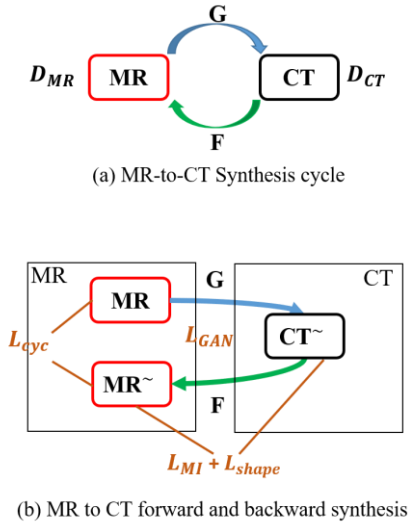 G
D_MR MR CT D_CT
F
(a) MR-to-CT Synthesis cycle
MR G CT
MR
L_cyc L_GAN CT~
MR~
F
L_MI + L_shape
(b) MR to CT forward and backward synthesis